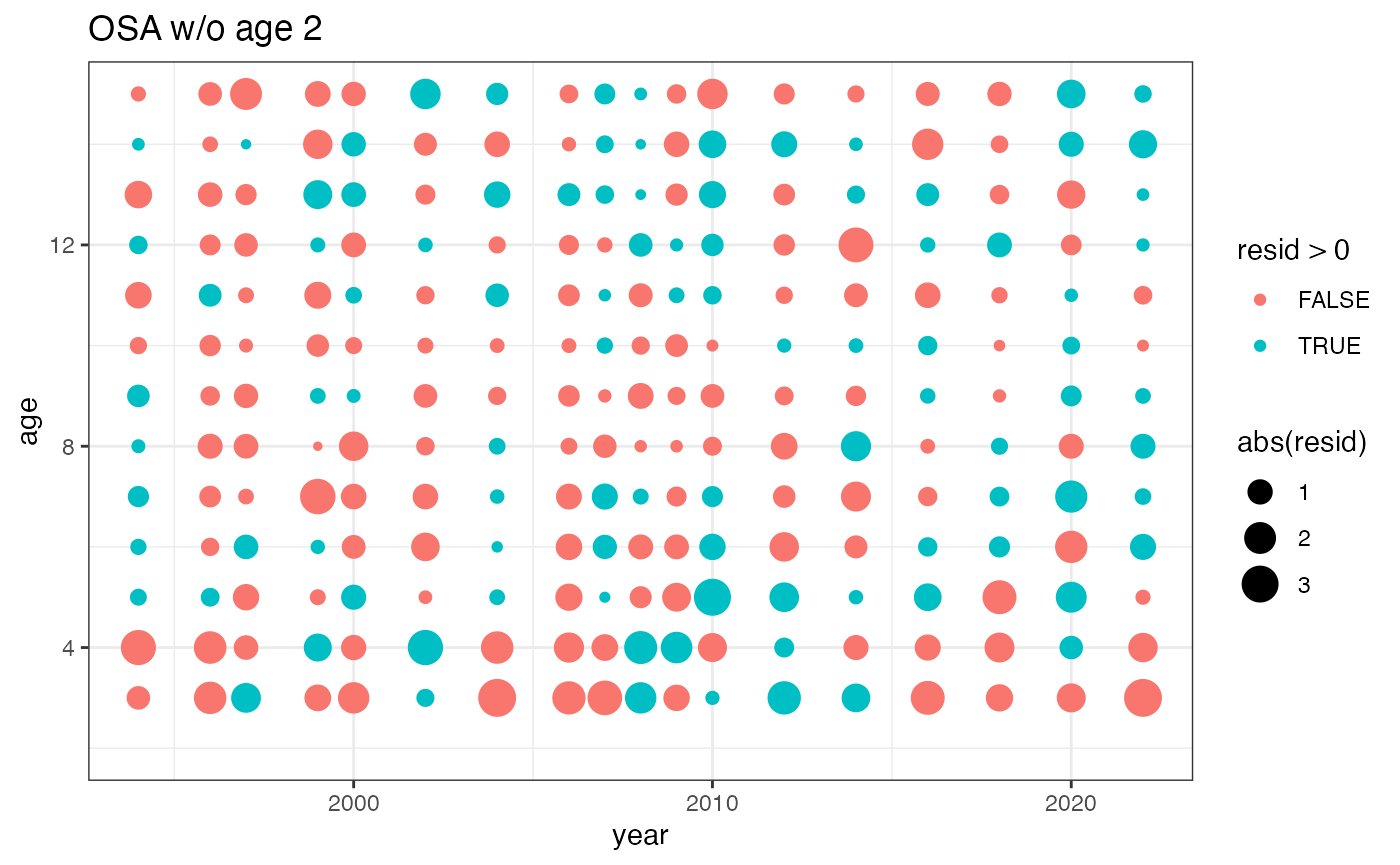 OSA w/o age 2
age
12
8
4
2000
2010
2020
year
resid > 0
FALSE
TRUE
abs(resid)
1
2
3